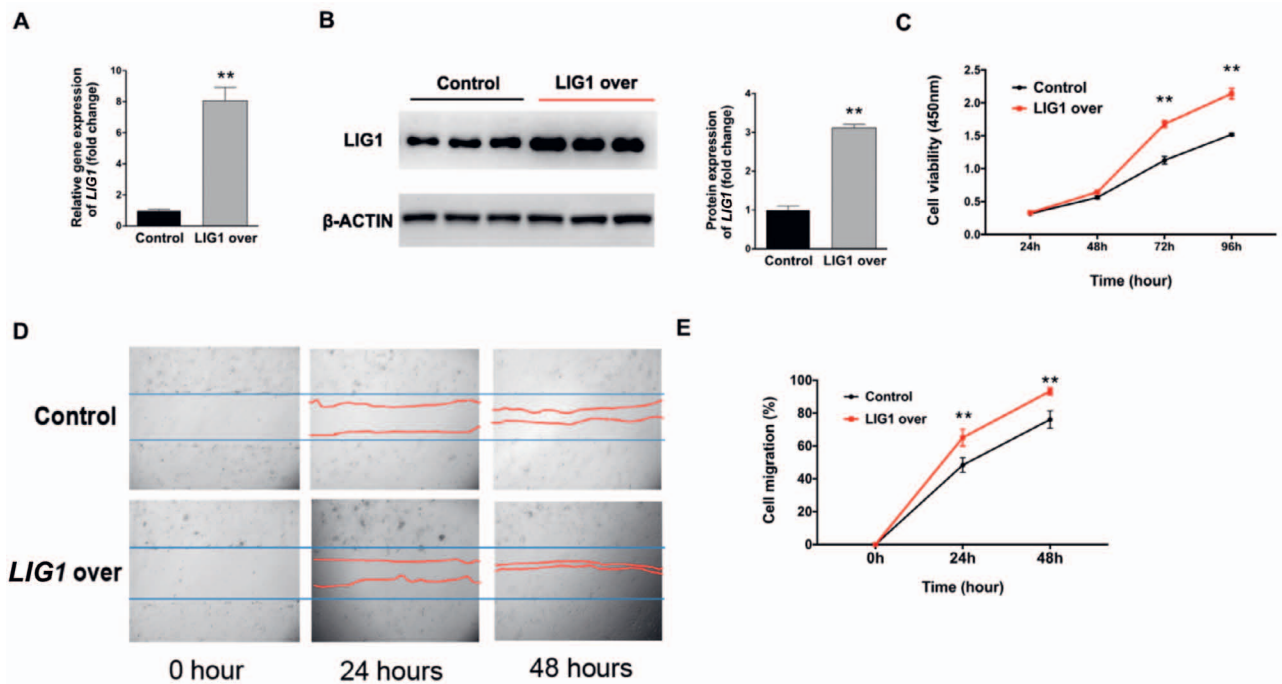 A
Relative gene expression
of LIG1 (fold change)
10
8
6
4
2
0
**
Control
LIG1 over
B
Control
LIG1 over
LIG1
β-ACTIN
Protein expression
of LIG1 (fold change)
4
3
2
1
0
**
Control
LIG1 over
C
Cell viability (450nm)
2.5
2.0
1.5
1.0
0.5
0.0
Control
LIG1 over
**
**
24h
48h
72h
96h
Time (hour)
D
Control
LIG1 over
0 hour
24 hours
48 hours
E
Cell migration (%)
100
80
60
40
20
0
Control
LIG1 over
**
**
0h
24h
48h
Time (hour)